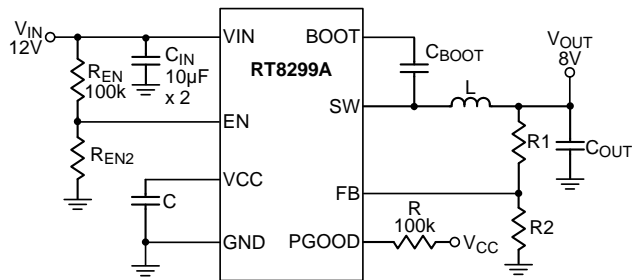 VIN
12V
CIN
10µF
x 2
REN
100k
REN2
C
VIN
EN
VCC
GND
RT8299A
BOOT
SW
FB
PGOOD
CBOOT
L
VOUT
8V
R1
COUT
R2
R
100k
VCC